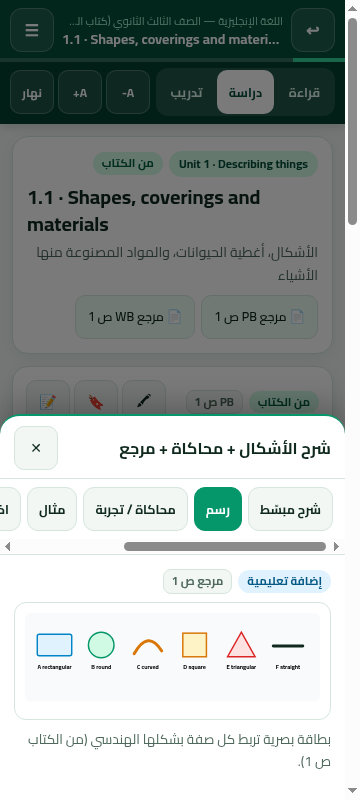 اللغة الإنجليزية — الصف الثالث الثانوي (كتاب الـ...
1.1 · Shapes, coverings and materi...
قراءة
دراسة
تدريب
A-
A+
نهار
Unit 1 · Describing things
من الكتاب
1.1 · Shapes, coverings and
materials
الأشكال، أغطية الحيوانات، والمواد المصنوعة منها
الأشياء
مرجع PB ص 1
مرجع WB ص 1
من الكتاب
PB ص 1
شرح الأشكال + محاكاة + مرجع
×
شرح مبسّط
رسم
محاكاة / تجربة
مثال
إضافة تعليمية
مرجع ص 1
A rectangular
B round
C curved
D square
E triangular
F straight
بطاقة بصرية تربط كل صفة بشكلها الهندسي (من الكتاب
ص 1).